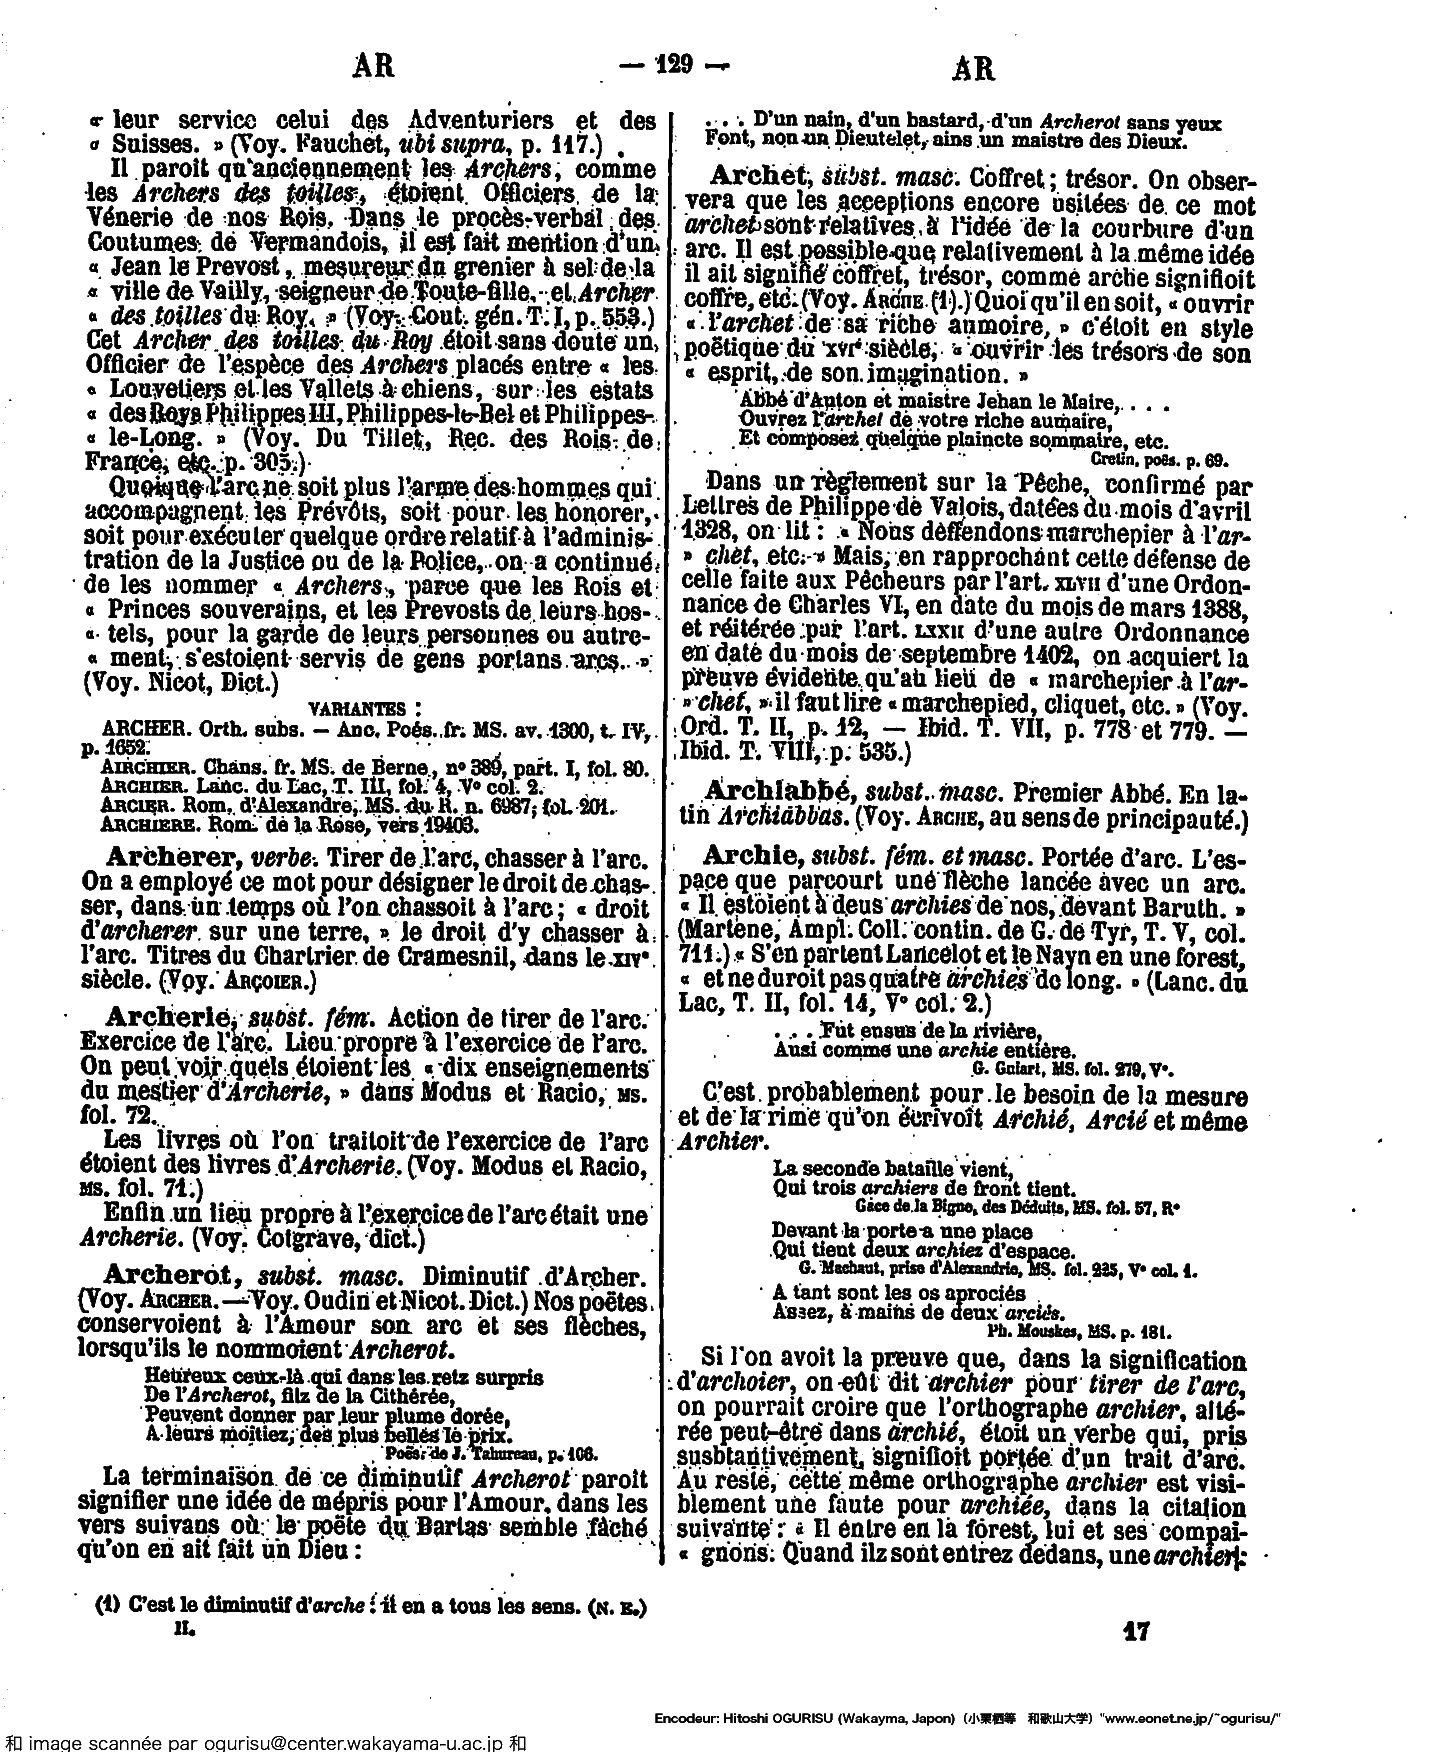 AR
— 129 —
AR
« leur service celui des Adventuriers et des
« Suisses. » (Voy. Fauchet, ubi supra, p. 117.)
Il paroit qu'anciennement les Archers, comme
les Archers des toilles, étoient Officiers de la
Vénerie de nos Rois. Dans le procès-verbal des
Coutumes de Vermandois, il est fait mention d'un
« Jean le Prevost, mesureur du grenier à sel de la
« ville de Vailly, seigneur de Toute-fille, et Archer
« des toilles du Roy. » (Voy. Cout. gén. T. I, p. 553.)
Cet Archer des toilles du Roy étoit sans doute un
Officier de l'espèce des Archers placés entre « les
« Louvetiers et les Vallets à chiens, sur les estats
« des Roys Philippes III, Philippes-le-Bel et Philippes-
« le-Long. » (Voy. Du Tillet, Rec. des Rois de
France, etc. p. 305.)
Quoique l'arc ne soit plus l'arme des hommes qui
accompagnent les Prévôts, soit pour les honorer,
soit pour exécuter quelque ordre relatif à l'adminis-
tration de la Justice ou de la Police, on a continué
de les nommer « Archers, parce que les Rois et
« Princes souverains, et les Prevosts de leurs hos-
« tels, pour la garde de leurs personnes ou autre-
« ment, s'estoient servis de gens portans arcs. »
(Voy. Nicot, Dict.)
VARIANTES :
ARCHER. Orth. subs. — Anc. Poés. fr. MS. av. 1300, t. IV,
p. 1652.
AIRCHIER. Chans. fr. MS. de Berne, nº 389, part. I, fol. 80.
ARCHIER. Lanc. du Lac, T. III, fol. 4, Vº col. 2.
ARCIER. Rom. d'Alexandre, MS. du R. n. 6987, fol. 201.
ARCHIERE. Rom. de la Rose, vers 19403.
Archerer, verbe. Tirer de l'arc, chasser à l'arc.
On a employé ce mot pour désigner le droit de chas-
ser, dans un temps où l'on chassoit à l'arc ; « droit
d'archerer sur une terre, » le droit d'y chasser à
l'arc. Titres du Chartrier de Cramesnil, dans le XIVe
siècle. (Voy. ARÇOIER.)
Archerie, subst. fém. Action de tirer de l'arc.
Exercice de l'arc. Lieu propre à l'exercice de l'arc.
On peut voir quels étoient les « dix enseignements
du mestier d'Archerie, » dans Modus et Racio, MS.
fol. 72.
Les livres où l'on traitoit de l'exercice de l'arc
étoient des livres d'Archerie. (Voy. Modus et Racio,
MS. fol. 71.)
Enfin un lieu propre à l'exercice de l'arc était une
Archerie. (Voy. Cotgrave, dict.)
Archerot, subst. masc. Diminutif d'Archer.
(Voy. ARCHER. — Voy. Oudin et Nicot. Dict.) Nos poëtes
conservoient à l'Amour son arc et ses flèches,
lorsqu'ils le nommoient Archerot.
Heureux ceux-là qui dans les retz surpris
De l'Archerot, filz de la Cithérée,
Peuvent donner par leur plume dorée,
A leurs moitiez, des plus belles le prix.
Poës. de J. Tahureau, p. 106.
La terminaison de ce diminutif Archerot paroit
signifier une idée de mépris pour l'Amour, dans les
vers suivans où le poëte du Bartas semble fâché
qu'on en ait fait un Dieu :
(1) C'est le diminutif d'arche : il en a tous les sens. (N. E.)
II.
. . . . D'un nain, d'un bastard, d'un Archerot sans yeux
Font, non un Dieutelet, ains un maistre des Dieux.
Archet, subst. masc. Coffret ; trésor. On obser-
vera que les acceptions encore usitées de ce mot
archet sont relatives à l'idée de la courbure d'un
arc. Il est possible que relativement à la même idée
il ait signifié coffret, trésor, comme arche signifioit
coffre, etc. (Voy. ARCHE (1).) Quoi qu'il en soit, « ouvrir
« l'archet de sa riche aumoire, » c'étoit en style
poëtique du XVIe siècle, « ouvrir les trésors de son
« esprit, de son imagination. »
Abbé d'Anton et maistre Jehan le Maire, . . . .
Ouvrez l'archet de votre riche aumaire,
Et composez quelque plaincte sommaire, etc.
Cretin, poës. p. 69.
Dans un règlement sur la Pêche, confirmé par
Lettres de Philippe de Valois, datées du mois d'avril
1328, on lit : « Nous deffendons marchepier à l'ar-
» chet, etc. » Mais, en rapprochant cette défense de
celle faite aux Pêcheurs par l'art. XLVII d'une Ordon-
nance de Charles VI, en date du mois de mars 1388,
et réitérée par l'art. LXXII d'une autre Ordonnance
en date du mois de septembre 1402, on acquiert la
preuve évidente qu'au lieu de « marchepier à l'ar-
» chet, » il faut lire « marchepied, cliquet, etc. » (Voy.
Ord. T. II, p. 12, — Ibid. T. VII, p. 778 et 779. —
Ibid. T. VIII, p. 535.)
Archiabbé, subst. masc. Premier Abbé. En la-
tin Archiabbas. (Voy. ARCHE, au sens de principauté.)
Archie, subst. fém. et masc. Portée d'arc. L'es-
pace que parcourt une flèche lancée avec un arc.
« Il estoient à deus archies de nos, devant Baruth. »
(Martène, Ampl. Coll. contin. de G. de Tyr, T. V, col.
711.) « S'en partent Lancelot et le Nayn en une forest,
« et ne duroit pas quatre archies de long. » (Lanc. du
Lac, T. II, fol. 14, Vº col. 2.)
. . . Fut ensus de la rivière,
Ausi comme une archie entière.
G. Guiart, MS. fol. 279, Vº.
C'est probablement pour le besoin de la mesure
et de la rime qu'on écrivoit Archié, Arcié et même
Archier.
La seconde bataille vient,
Qui trois archiers de front tient.
Gace de la Bigne, des Déduits, MS. fol. 57, Rº
Devant la porte a une place
Qui tient deux archiez d'espace.
G. Machaut, prise d'Alexandrie, MS. fol. 225, Vº col. 1.
A tant sont les os aprociés
Assez, à mains de deux arciés.
Ph. Mouskes, MS. p. 181.
Si l'on avoit la preuve que, dans la signification
d'archoier, on eût dit archier pour tirer de l'arc,
on pourrait croire que l'orthographe archier, alté-
rée peut-être dans archié, étoit un verbe qui, pris
susbtantivement, signifioit portée d'un trait d'arc.
Au reste, cette même orthographe archier est visi-
blement une faute pour archiée, dans la citation
suivante : « Il entre en la forest, lui et ses compai-
« gnons. Quand ilz sont entrez dedans, une archier;
17
Encodeur: Hitoshi OGURISU (Wakayma, Japon) (小栗栖等 和歌山大学) "www.eonet.ne.jp/~ogurisu/"
和 image scannée par ogurisu@center.wakayama-u.ac.jp 和